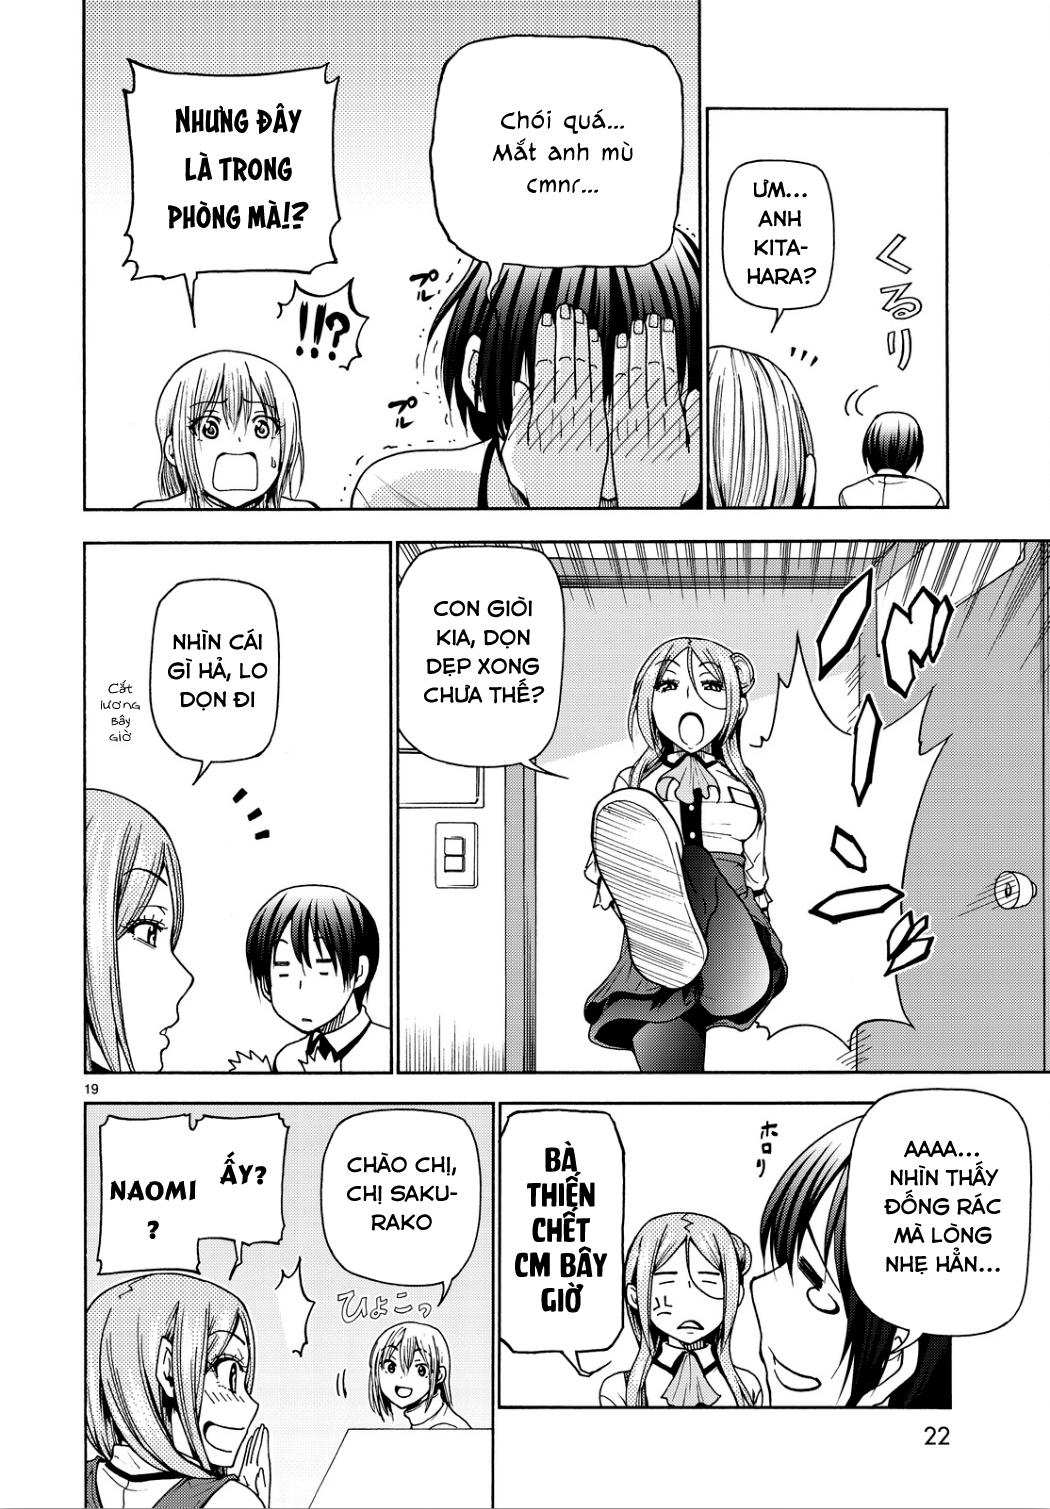 ƯM...
ANH
KITA-
HARA?
くるり
Chói quá...
Mắt anh mù
cmnr...
プル
プル
!!?
NHƯNG ĐÂY
LÀ TRONG
PHÒNG MÀ!?
CON GIỜI
KIA, DỌN
DẸP XONG
CHƯA THẾ?
NHÌN CÁI
GÌ HẢ, LO
DỌN ĐI
Cắt
lương
Bây
Giờ
19
AAAA...
NHÌN THẤY
ĐỐNG RÁC
MÀ LÒNG
NHẸ HẲN...
ホロリ
BÀ
THIẾN
CHẾT
CM BÂY
GIỜ
CHÀO CHỊ,
CHỊ SAKU-
RAKO
ひょこっ
ẤY?
NAOMI
?
22